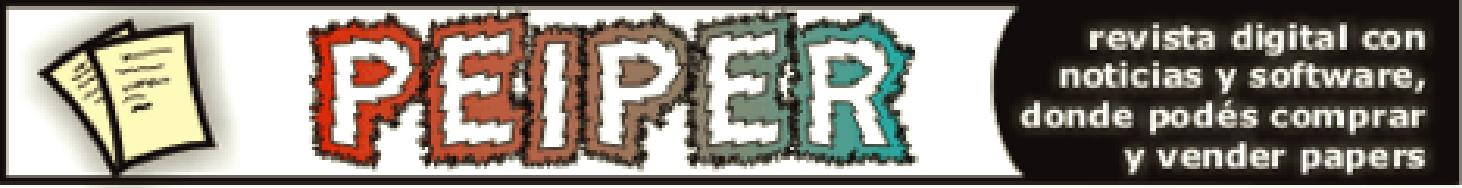 PEIPER
revista digital con
noticias y software,
donde podés comprar
y vender papers